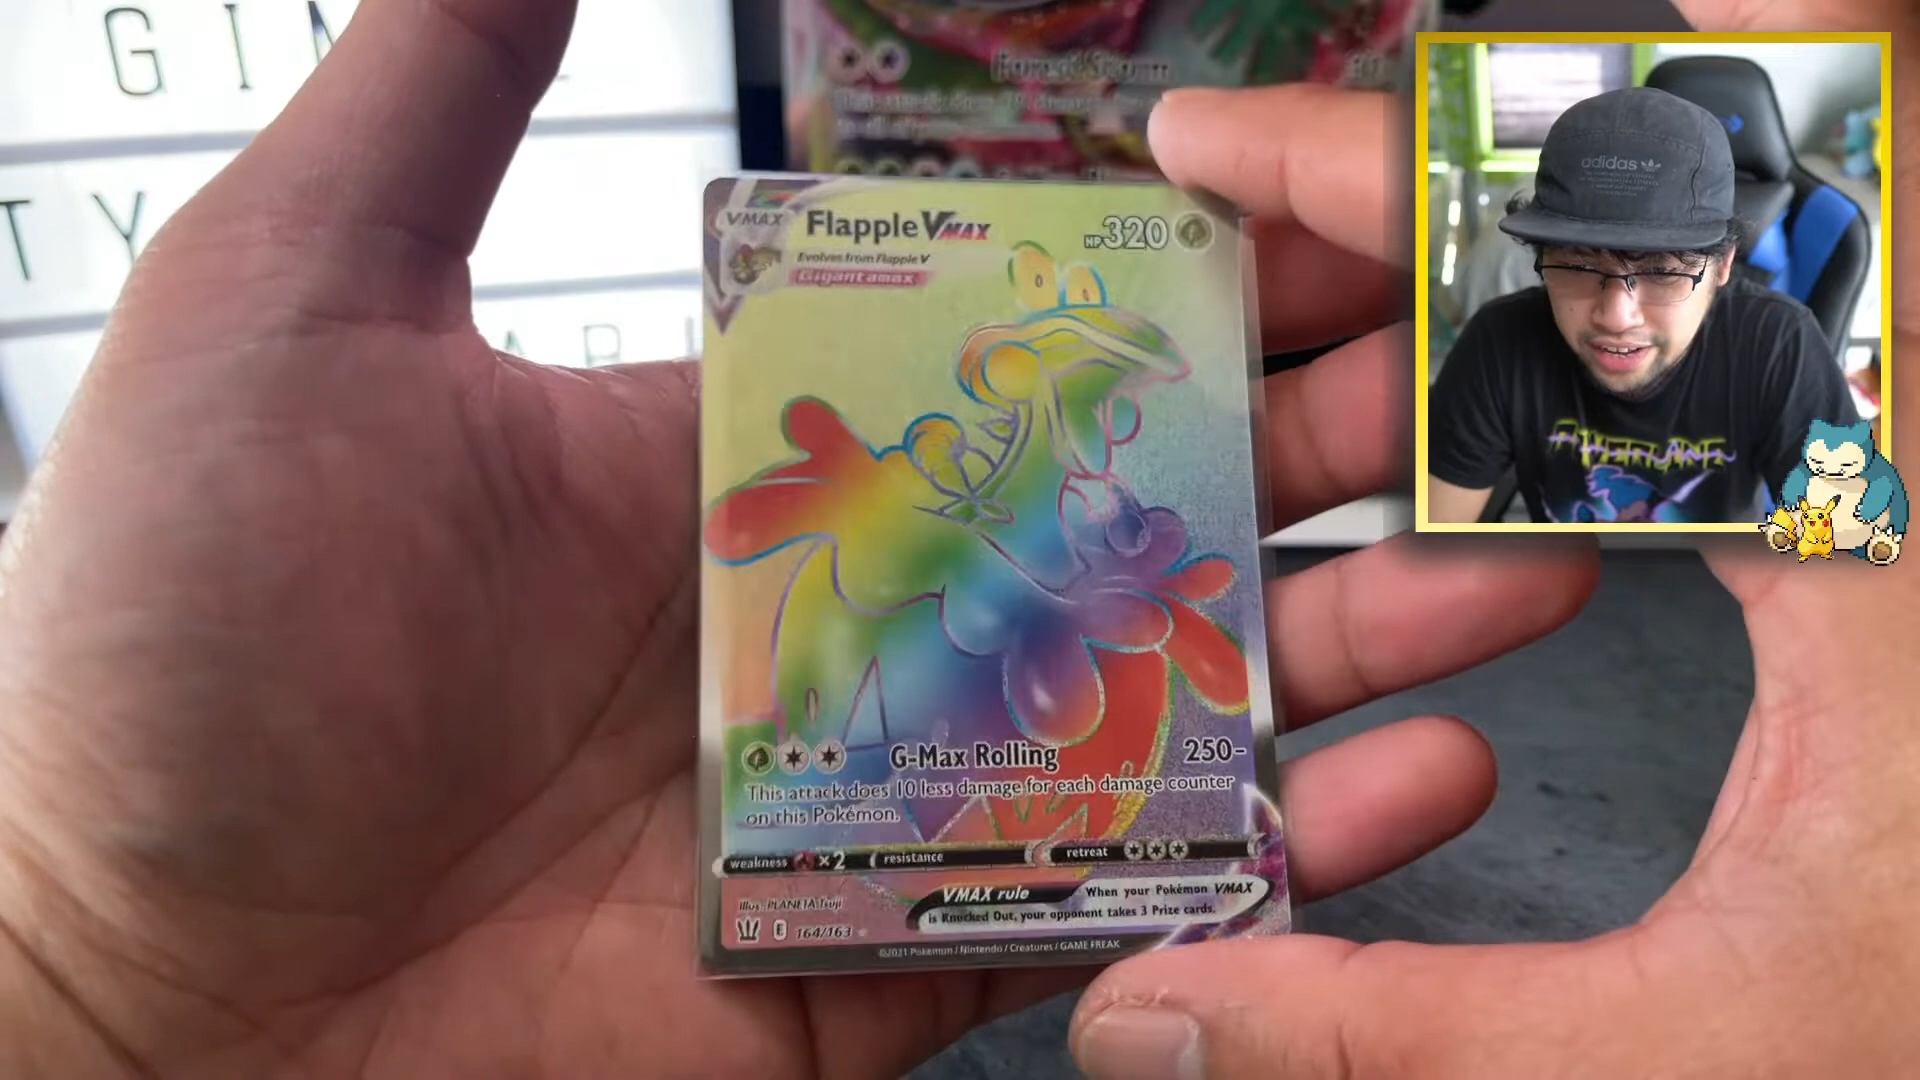 G I
T Y
A R
VMAX
Flapple VMAX
HP 320
Evolves from Flapple V
Gigantamax
G-Max Rolling 250-
This attack does 10 less damage for each damage counter
on this Pokémon.
weakness ×2 resistance retreat
VMAX rule When your Pokémon VMAX
is Knocked Out, your opponent takes 3 Prize cards.
Illus. PLANETA Tsuji
E 164/163
©2021 Pokémon / Nintendo / Creatures / GAME FREAK
adidas